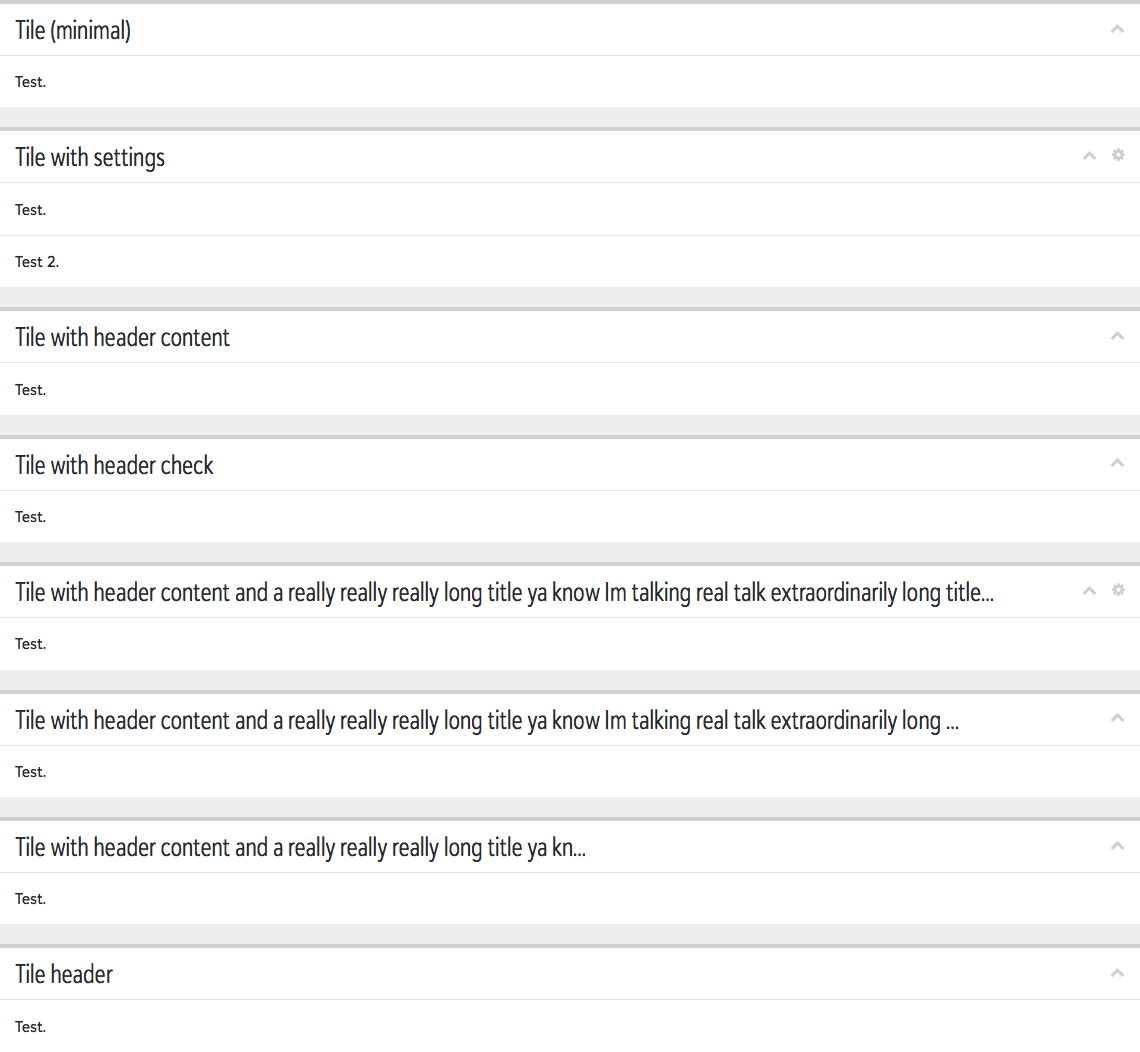 Tile (minimal)
Test.
Tile with settings
Test.
Test 2.
Tile with header content
Test.
Tile with header check
Test.
Tile with header content and a really really really long title ya know Im talking real talk extraordinarily long title...
Test.
Tile with header content and a really really really long title ya know Im talking real talk extraordinarily long ...
Test.
Tile with header content and a really really really long title ya kn...
Test.
Tile header
Test.